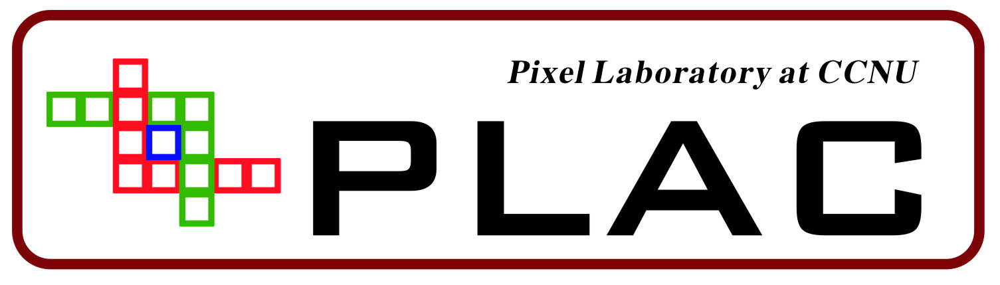 Pixel Laboratory at CCNU
PLAC